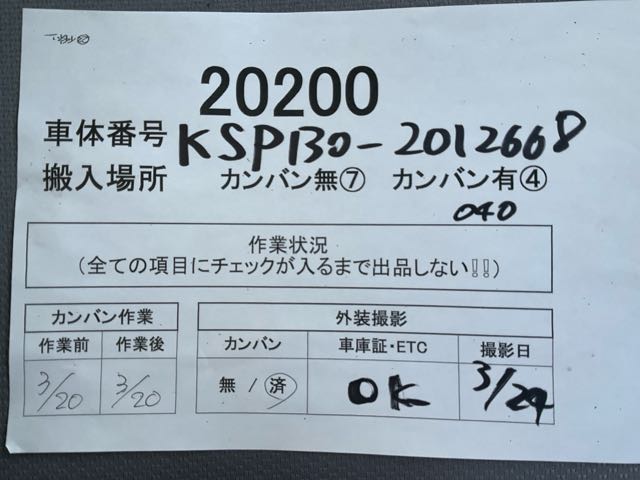 20200
車体番号 KSP130-2012668
搬入場所 カンバン無⑦ カンバン有④
040
作業状況
(全ての項目にチェックが入るまで出品しない!!)
カンバン作業
作業前 作業後
3/20 3/20
外装撮影
カンバン 車庫証・ETC 撮影日
無 / 済 OK 3/24